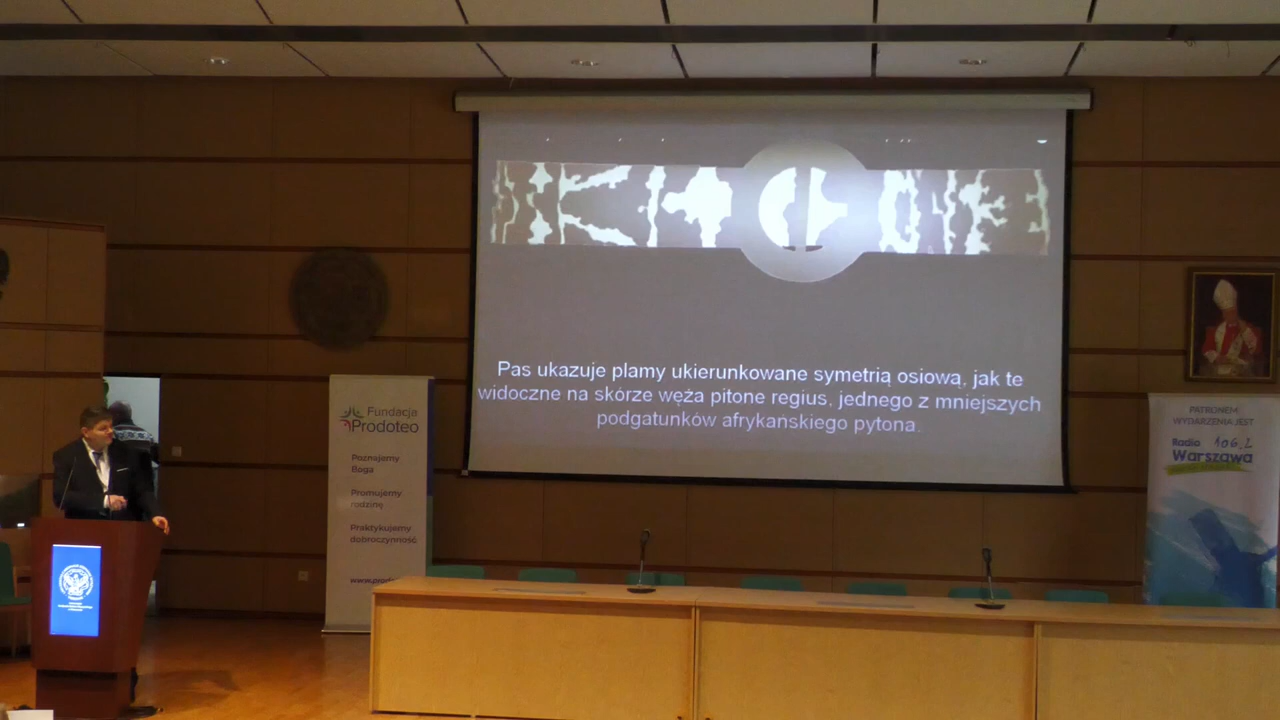 Pas ukazuje plamy ukierunkowane symetrią osiową, jak te
widoczne na skórze węża pitone regius, jednego z mniejszych
podgatunków afrykańskiego pytona.
Fundacja
Prodoteo
Poznajemy
Boga
Promujemy
rodzinę
Praktykujemy
dobroczynność
PATRONEM
WYDARZENIA JEST
Radio 106,2
Warszawa